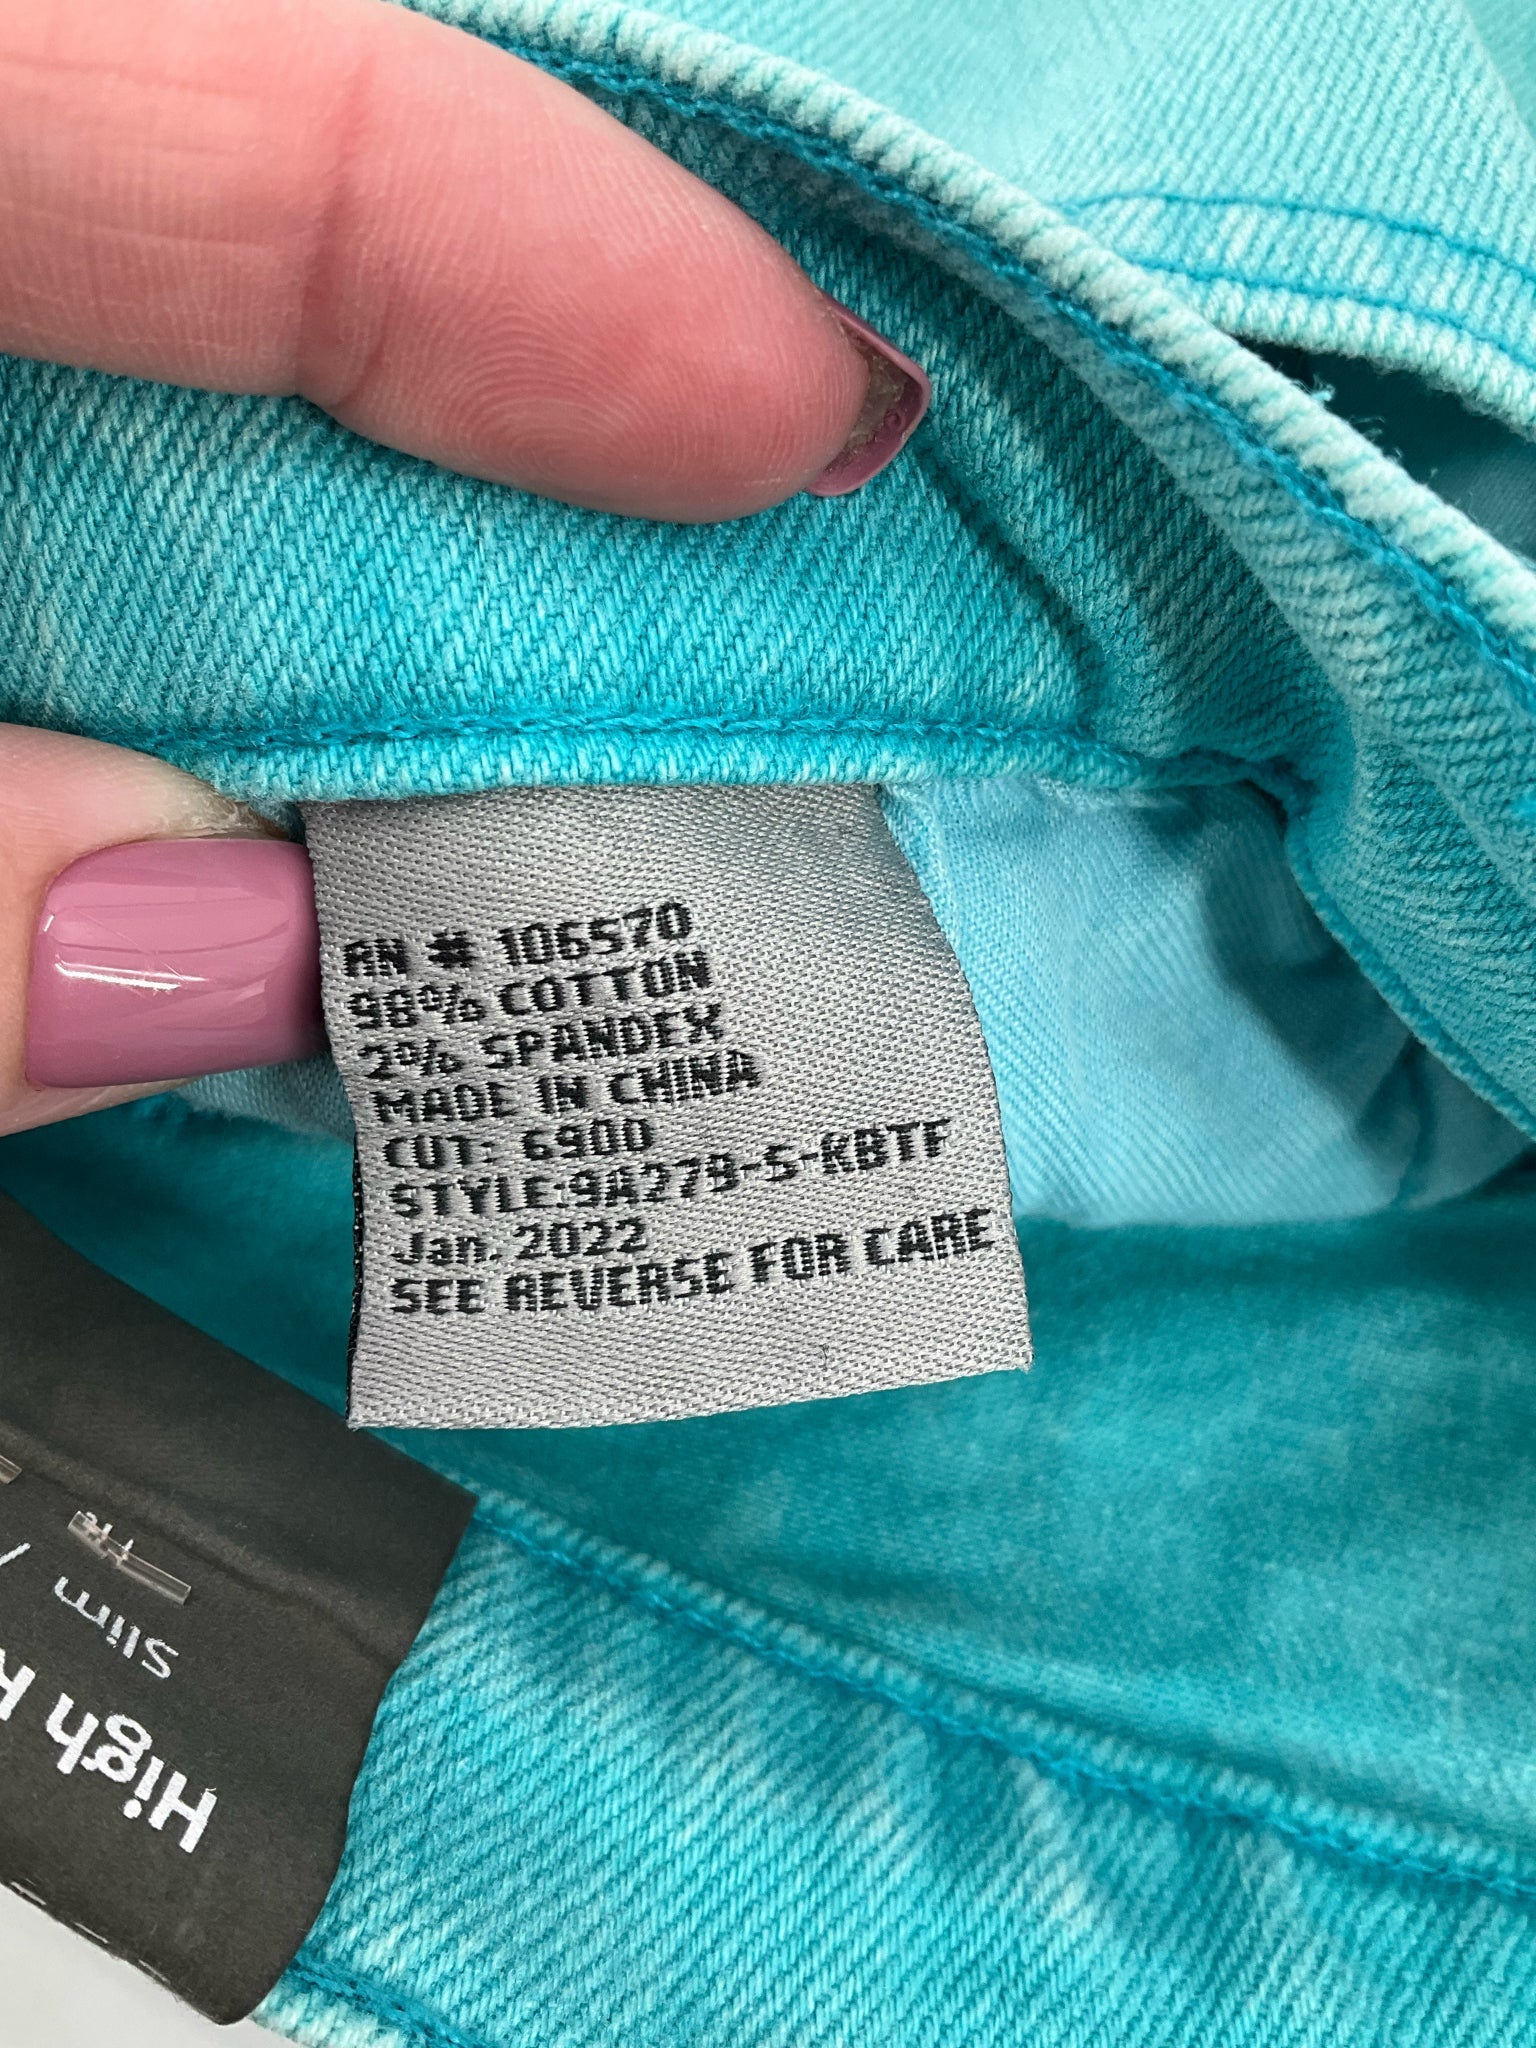 RN # 106570
98% COTTON
2% SPANDEX
MADE IN CHINA
CUT: 6900
STYLE:9A279-S-RBTF
Jan. 2022
SEE REVERSE FOR CARE
High
Slim